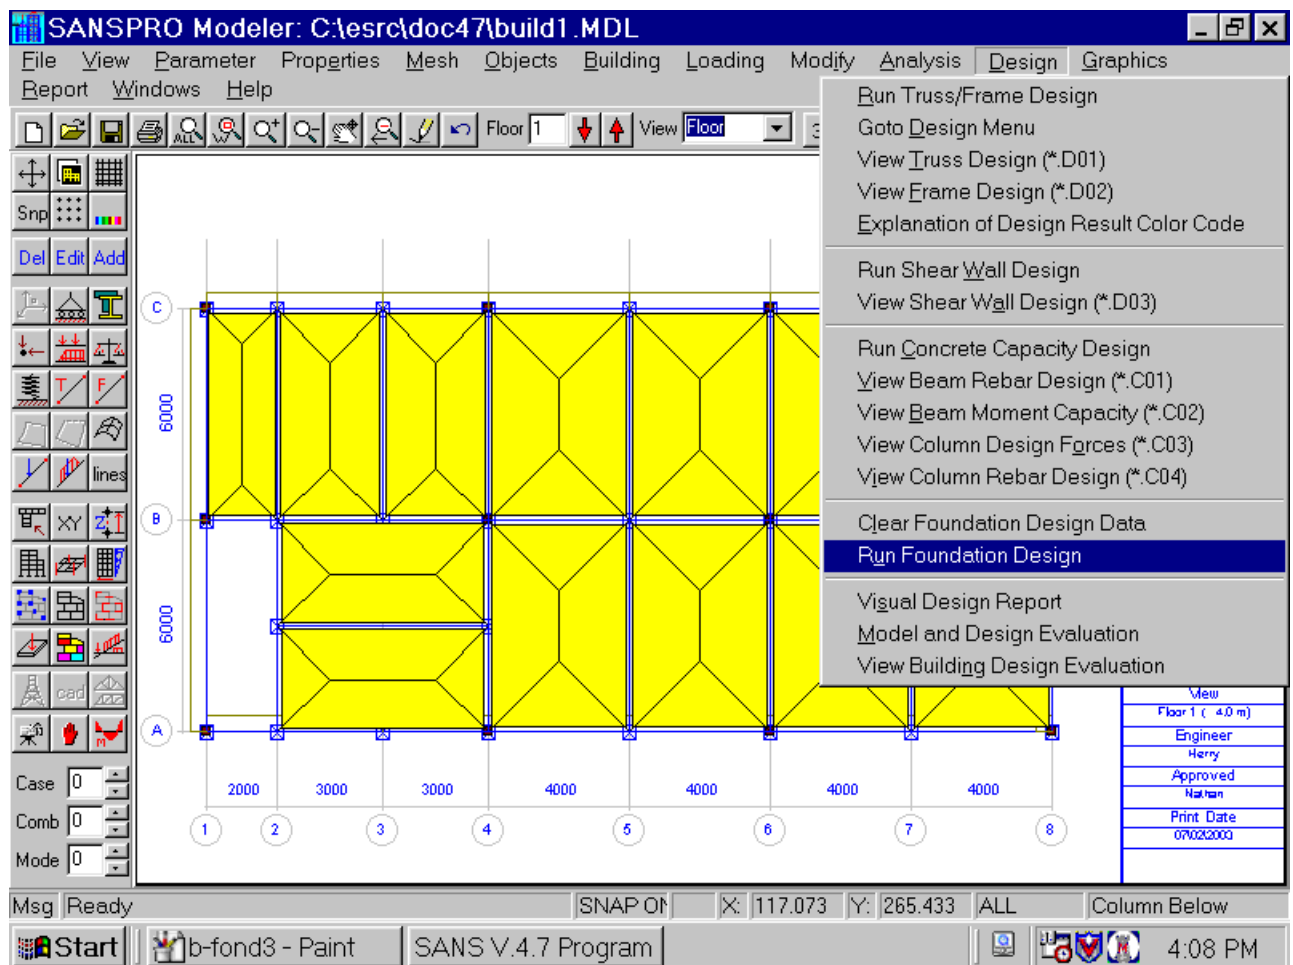 SANSPRO Modeler: C:\esrc\doc47\build1.MDL
File View Parameter Properties Mesh Objects Building Loading Modify Analysis Design Graphics
Report Windows Help
ALL Floor 1 View Floor 3
Run Truss/Frame Design
Goto Design Menu
View Truss Design (*.D01)
View Frame Design (*.D02)
Explanation of Design Result Color Code
Run Shear Wall Design
View Shear Wall Design (*.D03)
Run Concrete Capacity Design
View Beam Rebar Design (*.C01)
View Beam Moment Capacity (*.C02)
View Column Design Forces (*.C03)
View Column Rebar Design (*.C04)
Clear Foundation Design Data
Run Foundation Design
Visual Design Report
Model and Design Evaluation
View Building Design Evaluation
Snp
Del Edit Add
T F
lines
XY Z
cad
M
Case 0
Comb 0
Mode 0
C
6000
B
6000
A
2000 3000 3000 4000 4000 4000 4000
1 2 3 4 5 6 7 8
View
Floor 1 ( 4.0 m)
Engineer
Herry
Approved
Nathan
Print Date
07/02/2003
Msg Ready SNAP ON X: 117.073 Y: 265.433 ALL Column Below
Start b-fond3 - Paint SANS V.4.7 Program 4:08 PM